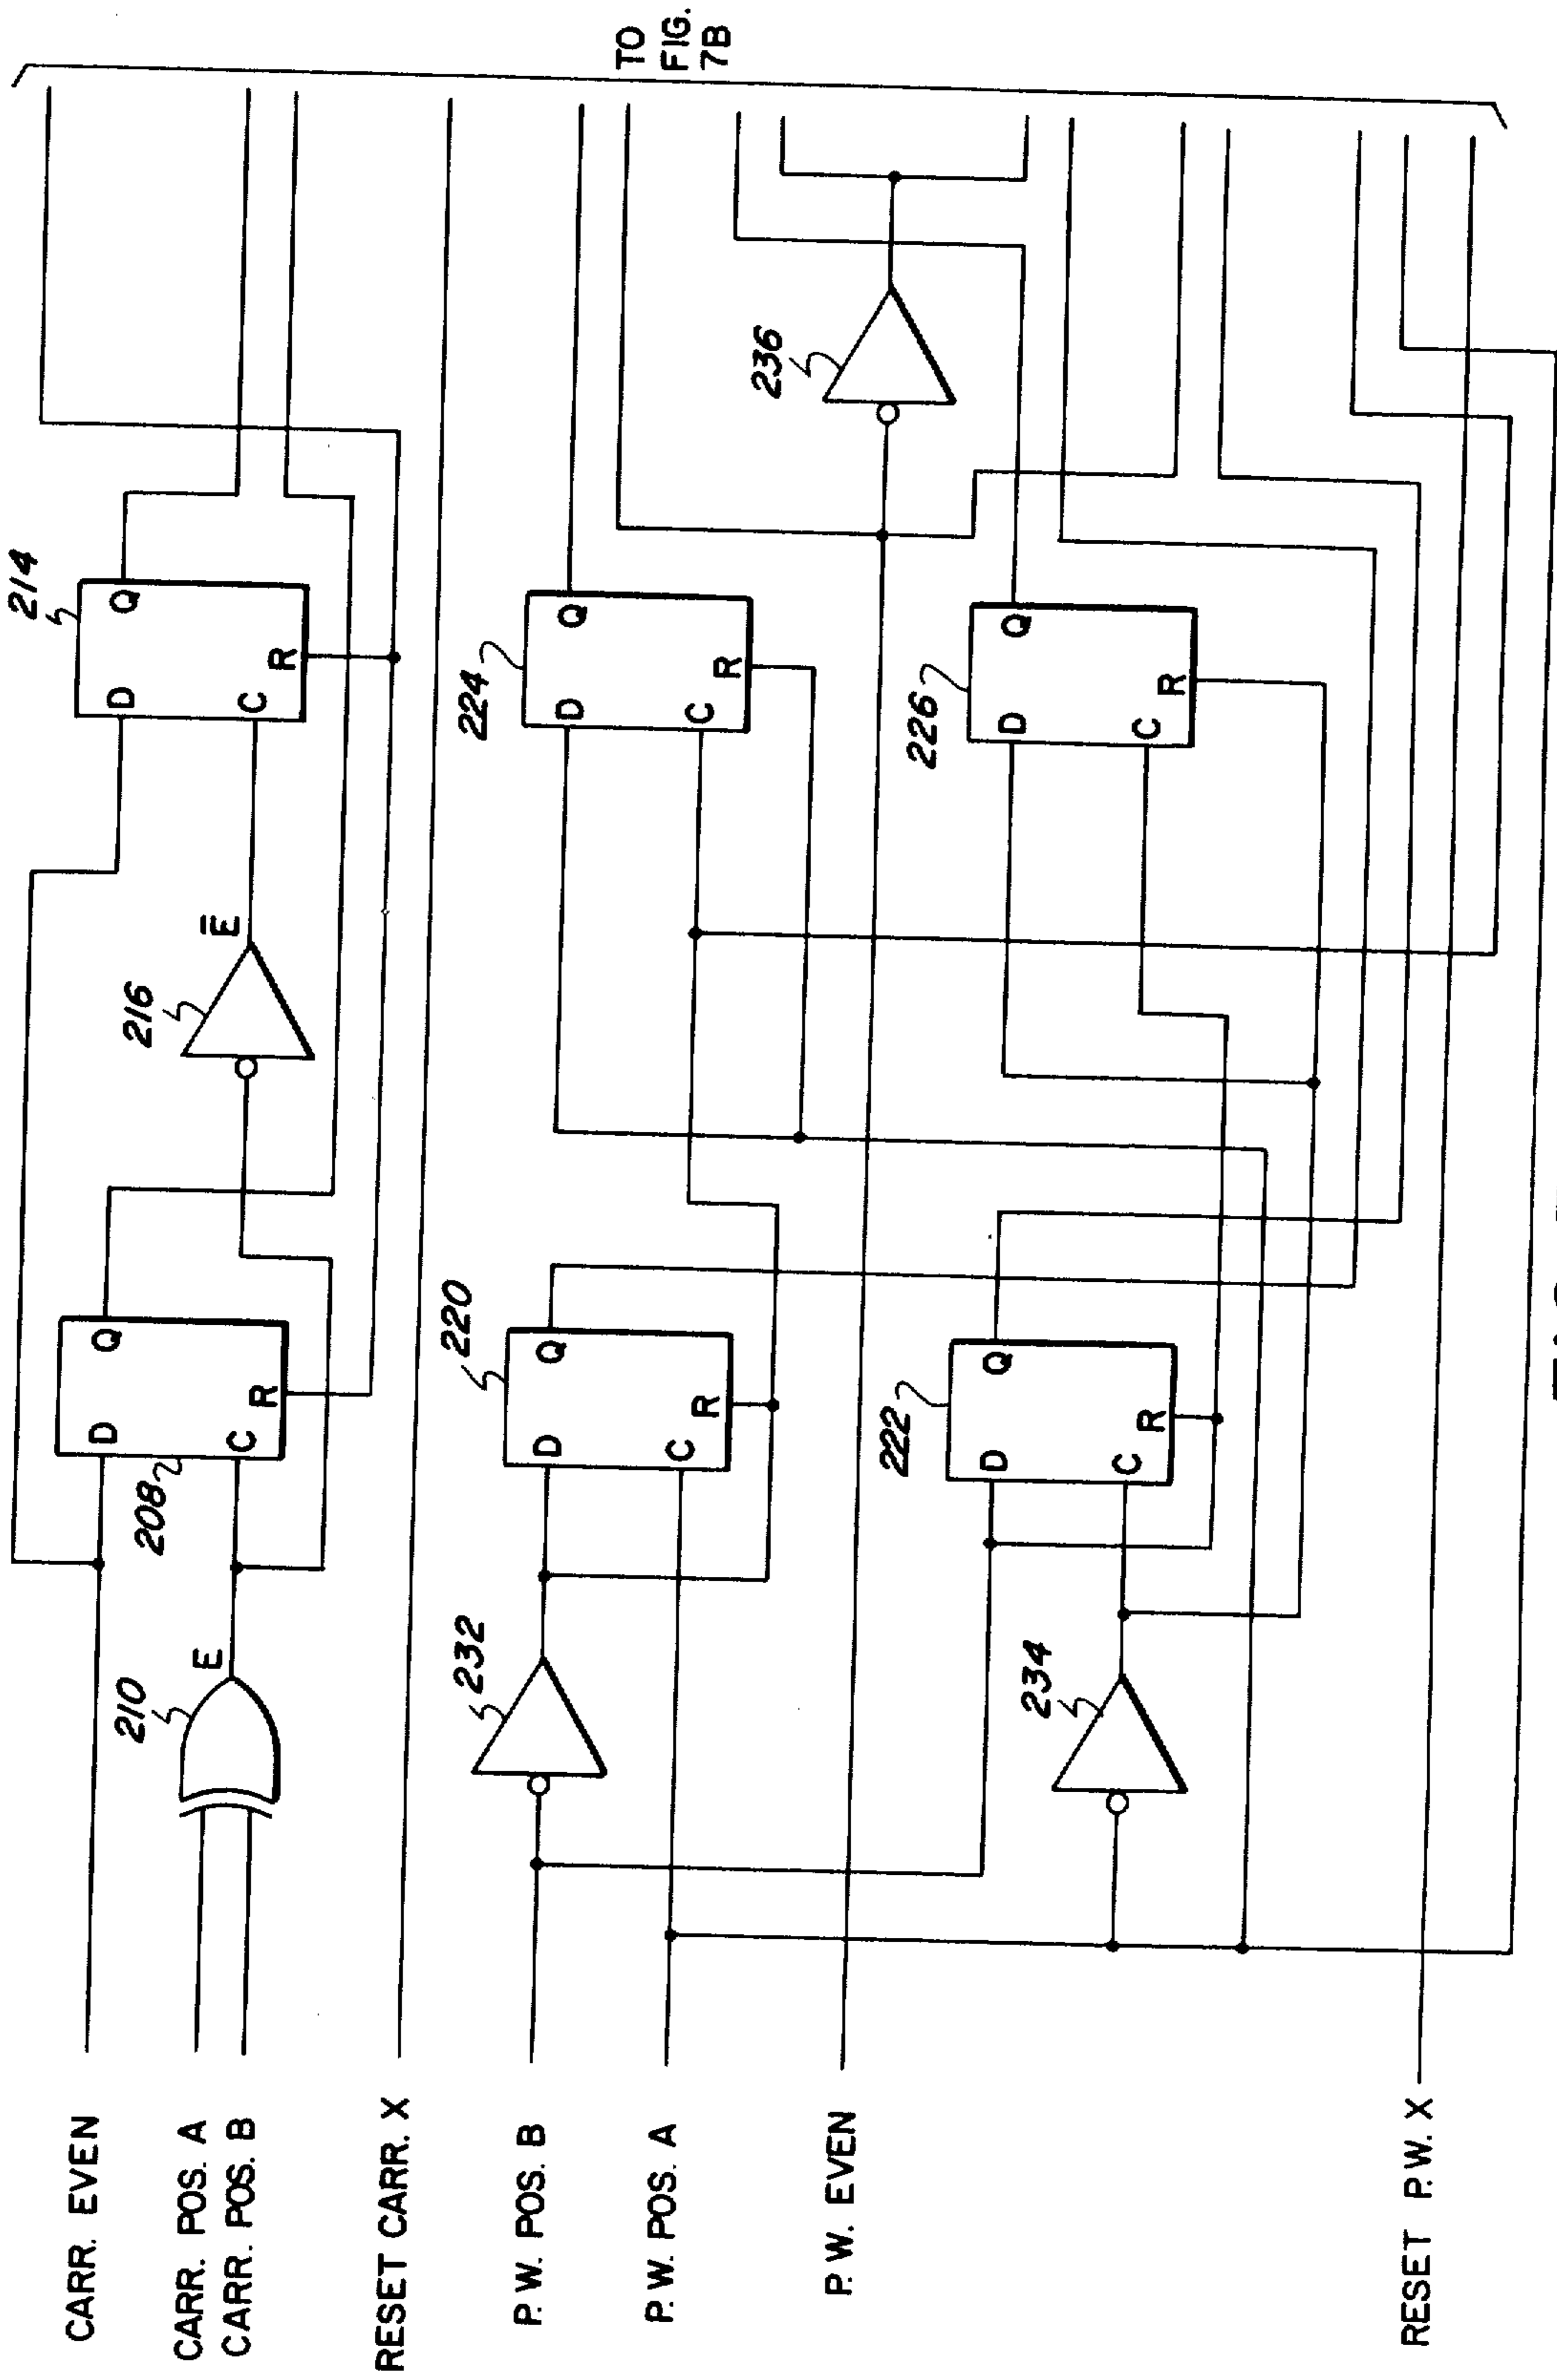 CARR. EVEN
CARR. POS. A
CARR. POS. B
RESET CARR. X
P. W. POS. B
P.W. POS. A
P.W. EVEN
RESET P.W. X
210
E
208
D
C
Q
R
216
E̅
214
D
C
Q
R
232
220
D
C
Q
R
224
D
C
Q
R
234
222
D
C
Q
R
226
D
C
Q
R
236
TO
FIG.
7B